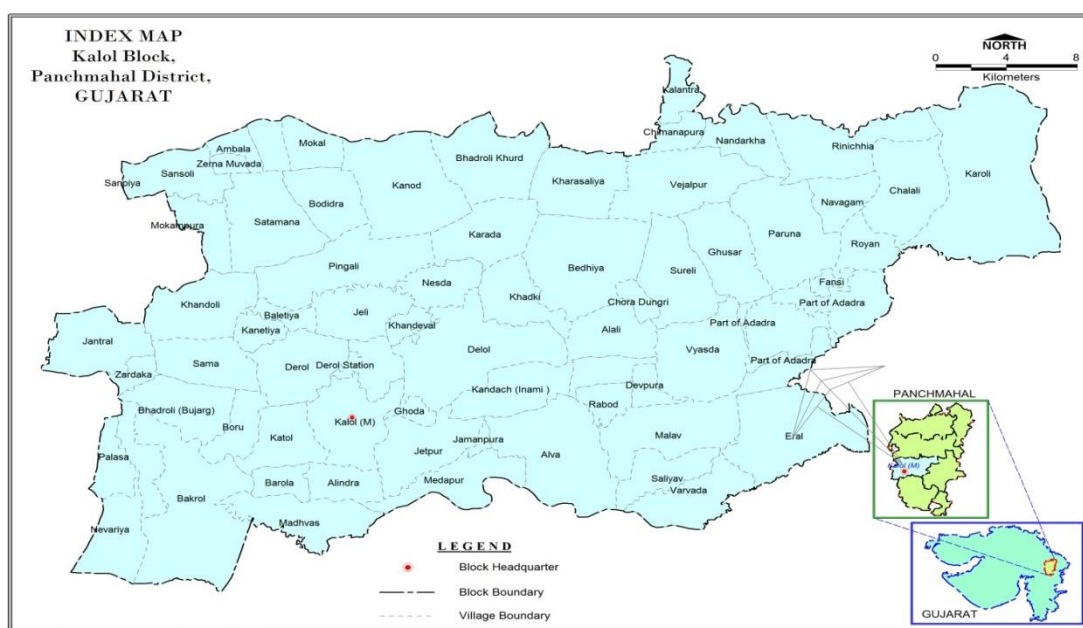 INDEX MAP
Kalol Block,
Panchmahal District,
GUJARAT
NORTH
0 4 8
Kilometers
Kalantra
Chimanapura
Nandarkha
Rinichhia
Ambala
Mokal
Zerna Muvada
Bhadroli Khurd
Sansoli
Sanpiya
Kanod
Kharasaliya
Vejalpur
Chalali
Karoli
Bodidra
Navagam
Mokampura
Satamana
Karada
Paruna
Royan
Ghusar
Pingali
Bedhiya
Sureli
Nesda
Fansi
Khandoli
Khadki
Chora Dungri
Part of Adadra
Baletiya
Jeli
Kanetiya
Khandeval
Alali
Part of Adadra
Jantral
Delol
Vyasda
Sama
Derol
Derol Station
Part of Adadra
Zardaka
Kandach (Inami )
Devpura
Rabod
Bhadroli (Bujarg)
Ghoda
Boru
Kalol (M)
Katol
Jamanpura
Malav
Eral
Palasa
Jetpur
Alva
Barola
Alindra
Medapur
Saliyav
Varvada
Bakrol
Nevariya
Madhvas
PANCHMAHAL
Kalol (M)
LEGEND
Block Headquarter
Block Boundary
Village Boundary
GUJARAT